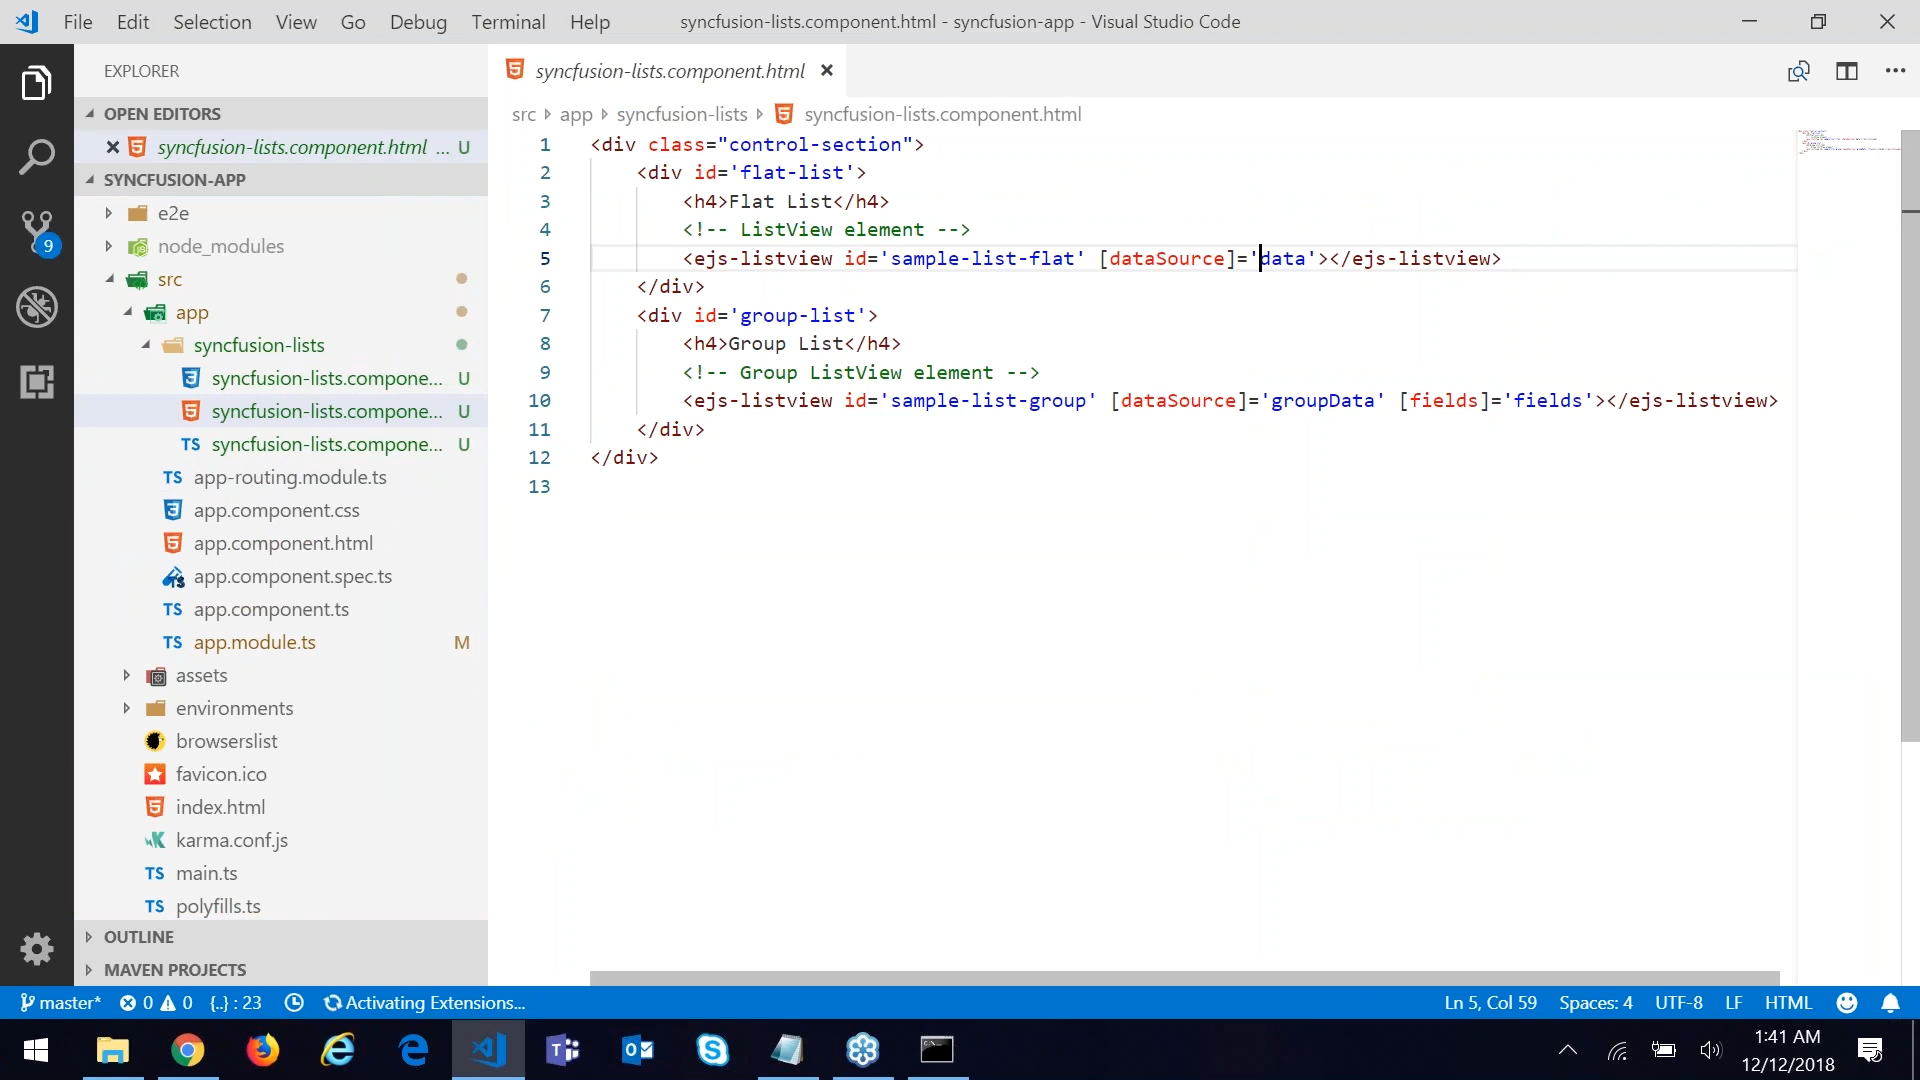 File Edit Selection View Go Debug Terminal Help syncfusion-lists.component.html - syncfusion-app - Visual Studio Code
EXPLORER
OPEN EDITORS
syncfusion-lists.component.html ... U
SYNCFUSION-APP
e2e
node_modules
src
app
syncfusion-lists
syncfusion-lists.compone... U
syncfusion-lists.compone... U
TS syncfusion-lists.compone... U
TS app-routing.module.ts
app.component.css
app.component.html
app.component.spec.ts
TS app.component.ts
TS app.module.ts M
assets
environments
browserslist
favicon.ico
index.html
karma.conf.js
TS main.ts
TS polyfills.ts
OUTLINE
MAVEN PROJECTS
9
syncfusion-lists.component.html
src app syncfusion-lists syncfusion-lists.component.html
1 <div class="control-section">
2 <div id='flat-list'>
3 <h4>Flat List</h4>
4 <!-- ListView element -->
5 <ejs-listview id='sample-list-flat' [dataSource]='data'></ejs-listview>
6 </div>
7 <div id='group-list'>
8 <h4>Group List</h4>
9 <!-- Group ListView element -->
10 <ejs-listview id='sample-list-group' [dataSource]='groupData' [fields]='fields'></ejs-listview>
11 </div>
12 </div>
13
master* 0 0 {..} : 23 Activating Extensions... Ln 5, Col 59 Spaces: 4 UTF-8 LF HTML
1:41 AM
12/12/2018